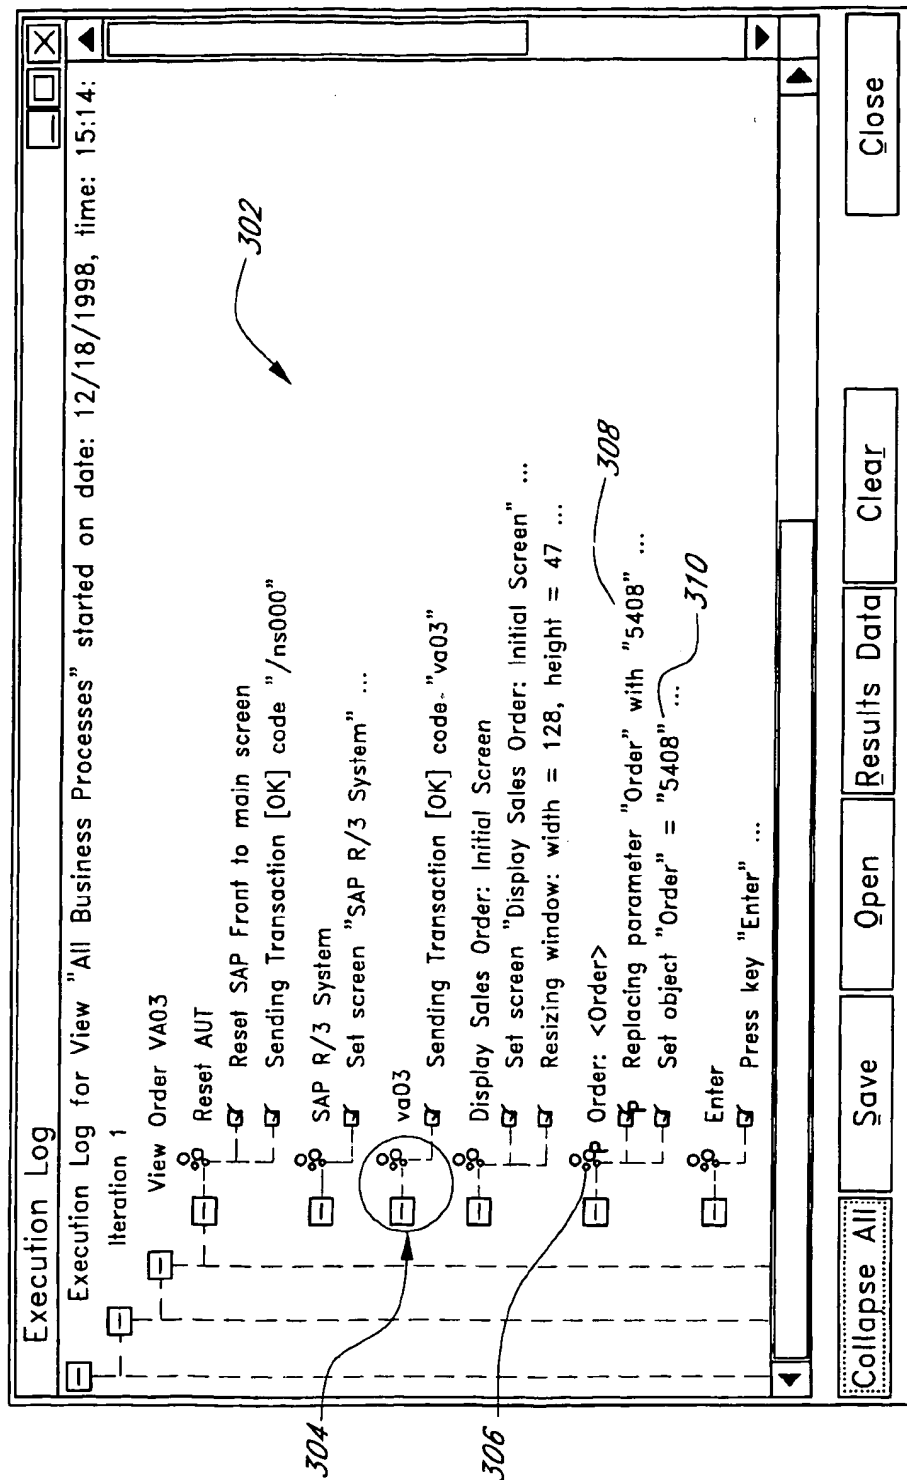 Execution Log
Execution Log for View "All Business Processes" started on date: 12/18/1998, time: 15:14:
Iteration 1
View Order VA03
Reset AUT
Reset SAP Front to main screen
Sending Transaction [OK] code "/ns000"
SAP R/3 System
Set screen "SAP R/3 System" ...
va03
Sending Transaction [OK] code "va03"
Display Sales Order: Initial Screen
Set screen "Display Sales Order: Initial Screen" ...
Resizing window: width = 128, height = 47 ...
Order: <Order>
Replacing parameter "Order" with "5408" ...
Set object "Order" = "5408" ...
Enter
Press key "Enter" ...
302
304
306
308
310
Collapse All
Save
Open
Results Data
Clear
Close